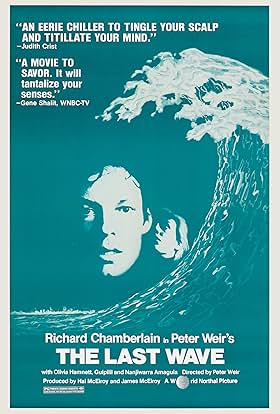 "AN EERIE CHILLER TO TINGLE YOUR SCALP
AND TITILLATE YOUR MIND."
—Judith Crist
"A MOVIE TO
SAVOR. It will
tantalize your
senses."
—Gene Shalit, WNBC-TV
Richard Chamberlain in Peter Weir's
THE LAST WAVE
with Olivia Hamnett, Gulpilil and Nanjiwarra Amagula Directed by Peter Weir
Produced by Hal McElroy and James McElroy A World Northal Picture
PG